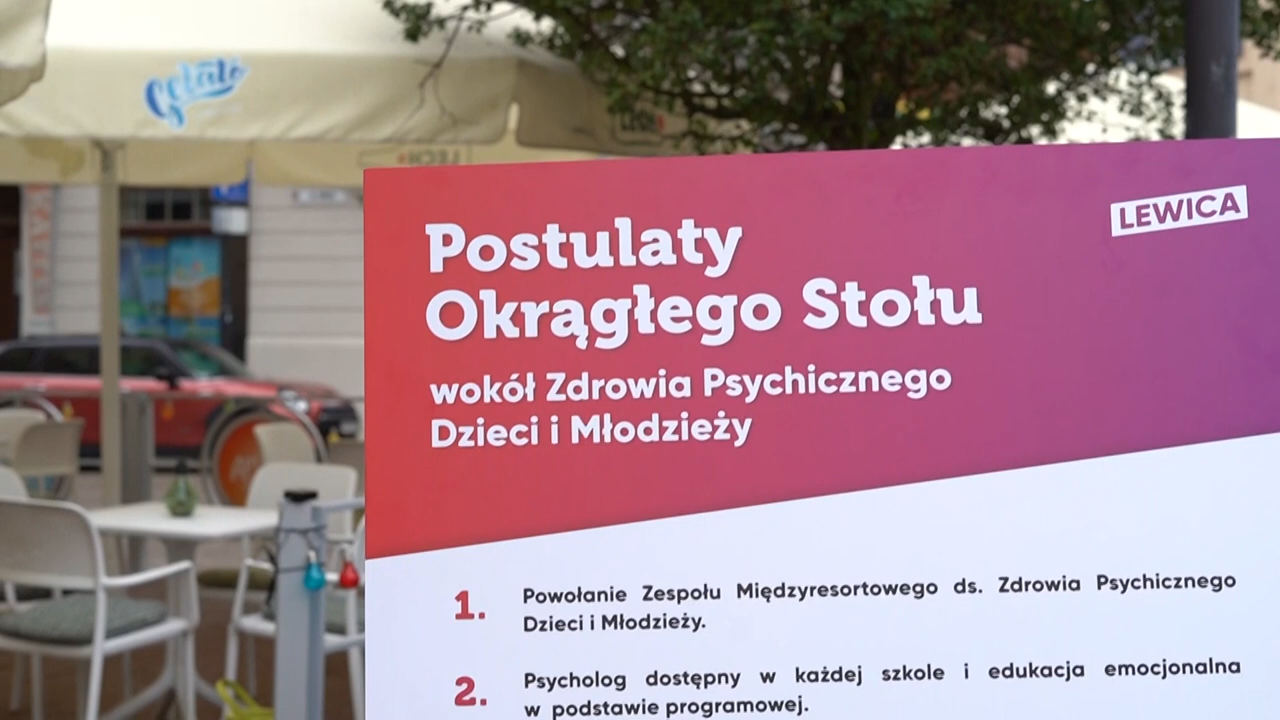 Gelato
LECH
LEWICA
Postulaty
Okrągłego Stołu
wokół Zdrowia Psychicznego
Dzieci i Młodzieży
1. Powołanie Zespołu Międzyresortowego ds. Zdrowia Psychicznego
Dzieci i Młodzieży.
2. Psycholog dostępny w każdej szkole i edukacja emocjonalna
w podstawie programowej.